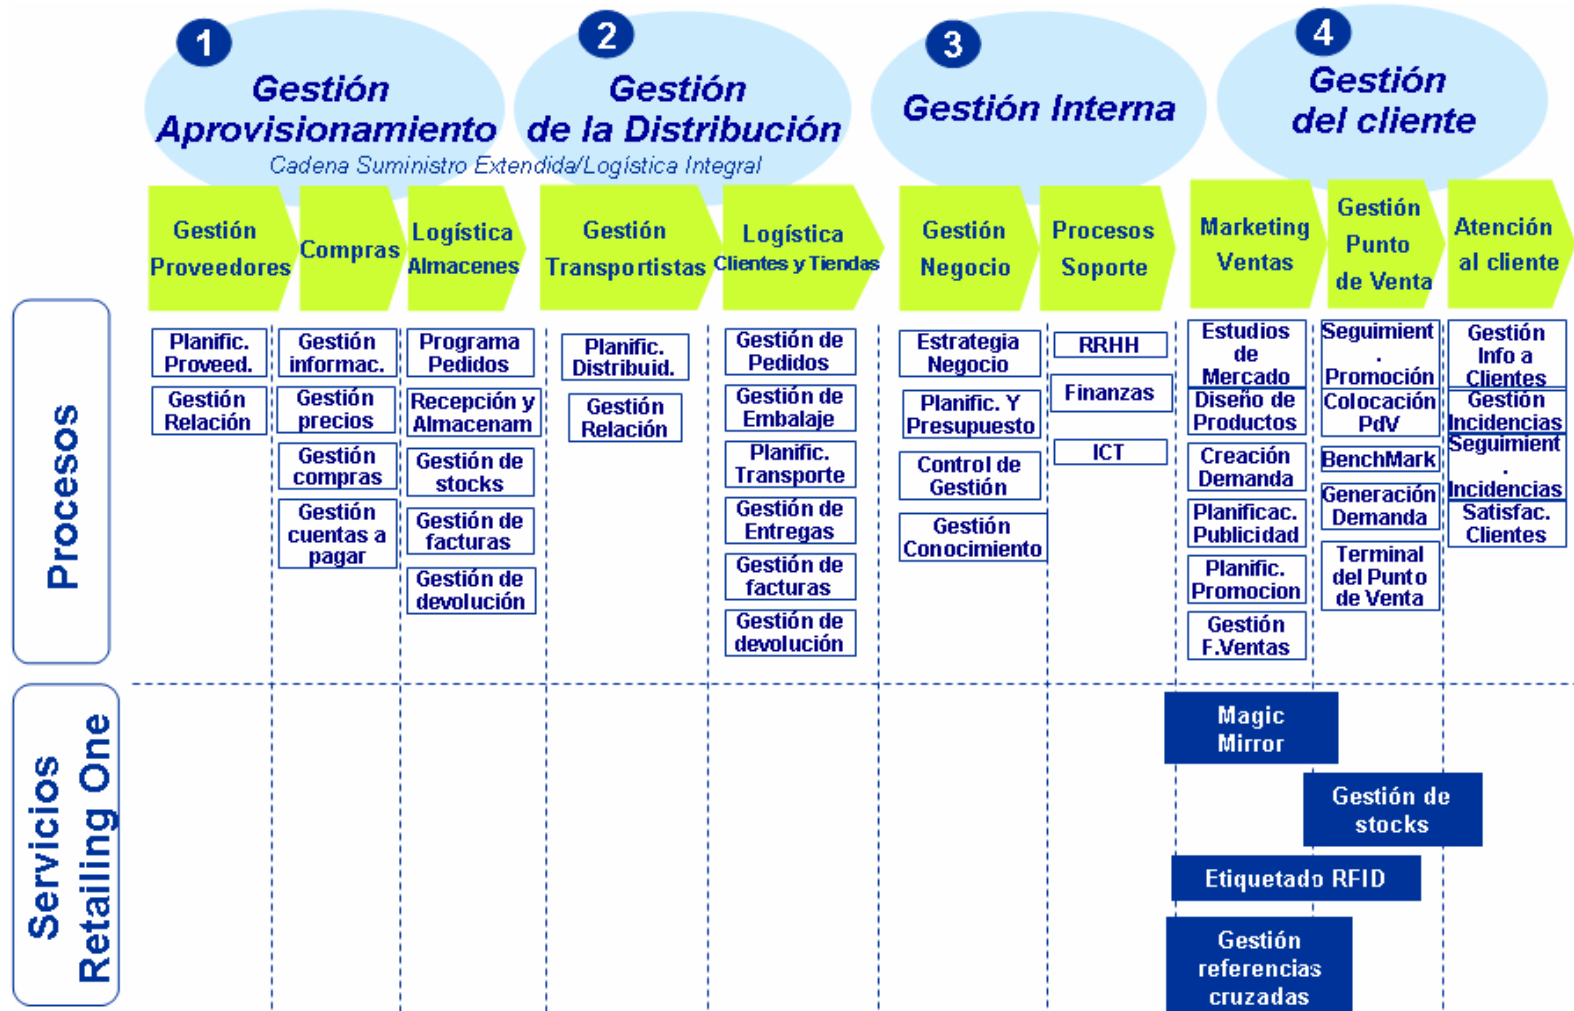 1
Gestión
Aprovisionamiento
2
Gestión
de la Distribución
Cadena Suministro Extendida/Logística Integral
3
Gestión Interna
4
Gestión
del cliente
Gestión
Proveedores
Compras
Logística
Almacenes
Gestión
Transportistas
Logística
Clientes y Tiendas
Gestión
Negocio
Procesos
Soporte
Marketing
Ventas
Gestión
Punto
de Venta
Atención
al cliente
Procesos
Planific.
Proveed.
Gestión
Relación
Gestión
informac.
Gestión
precios
Gestión
compras
Gestión
cuentas a
pagar
Programa
Pedidos
Recepción y
Almacenam
Gestión de
stocks
Gestión de
facturas
Gestión de
devolución
Planific.
Distribuid.
Gestión
Relación
Gestión de
Pedidos
Gestión de
Embalaje
Planific.
Transporte
Gestión de
Entregas
Gestión de
facturas
Gestión de
devolución
Estrategia
Negocio
Planific. Y
Presupuesto
Control de
Gestión
Gestión
Conocimiento
RRHH
Finanzas
ICT
Estudios
de
Mercado
Diseño de
Productos
Creación
Demanda
Planificac.
Publicidad
Planific.
Promocion
Gestión
F.Ventas
Seguimient
.
Promoción
Colocación
PdV
BenchMark
Generación
Demanda
Terminal
del Punto
de Venta
Gestión
Info a
Clientes
Gestión
Incidencias
Seguimient
.
Incidencias
Satisfac.
Clientes
Servicios
Retailing One
Magic
Mirror
Gestión de
stocks
Etiquetado RFID
Gestión
referencias
cruzadas